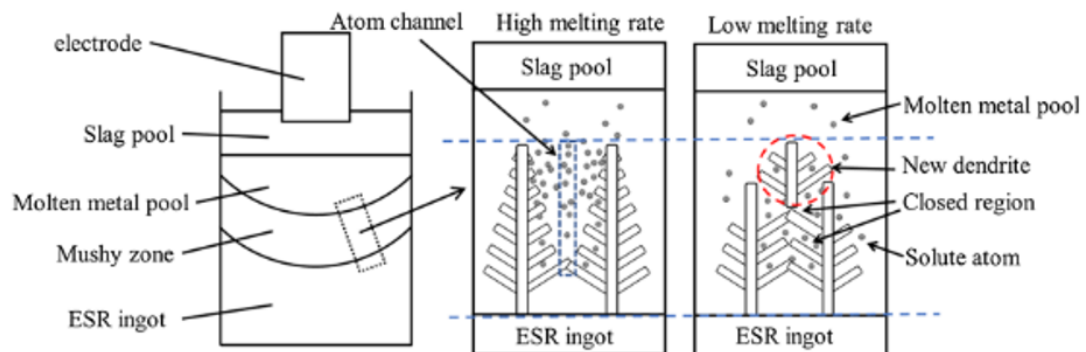 electrode
Slag pool
Molten metal pool
Mushy zone
ESR ingot
Atom channel
High melting rate
Slag pool
ESR ingot
Low melting rate
Slag pool
ESR ingot
Molten metal pool
New dendrite
Closed region
Solute atom